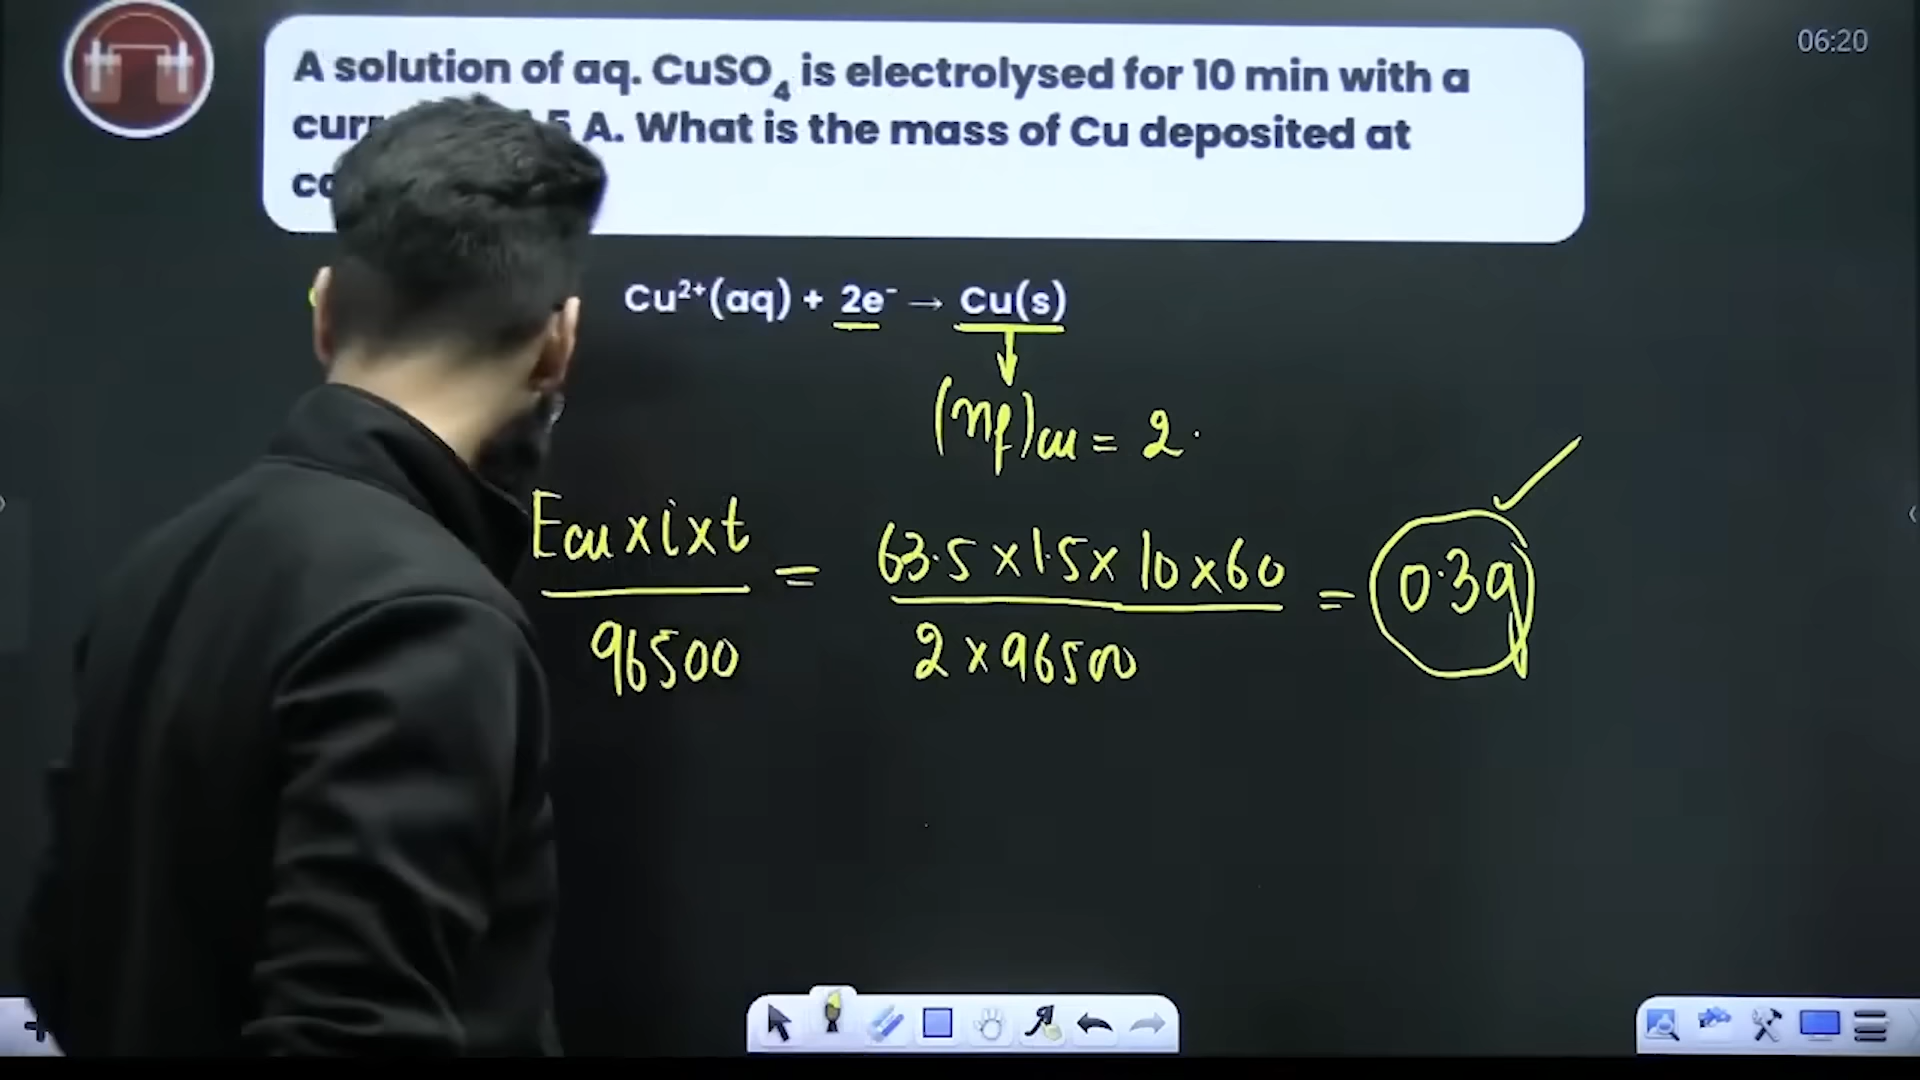 06:20
A solution of aq. CuSO₄ is electrolysed for 10 min with a
5 A. What is the mass of Cu deposited at
Cu²⁺(aq) + 2e⁻ → Cu(s)
(nf)cu = 2.
Ecu x i x t / 96500 = 63.5 x 1.5 x 10 x 60 / 2 x 96500 = 0.3g